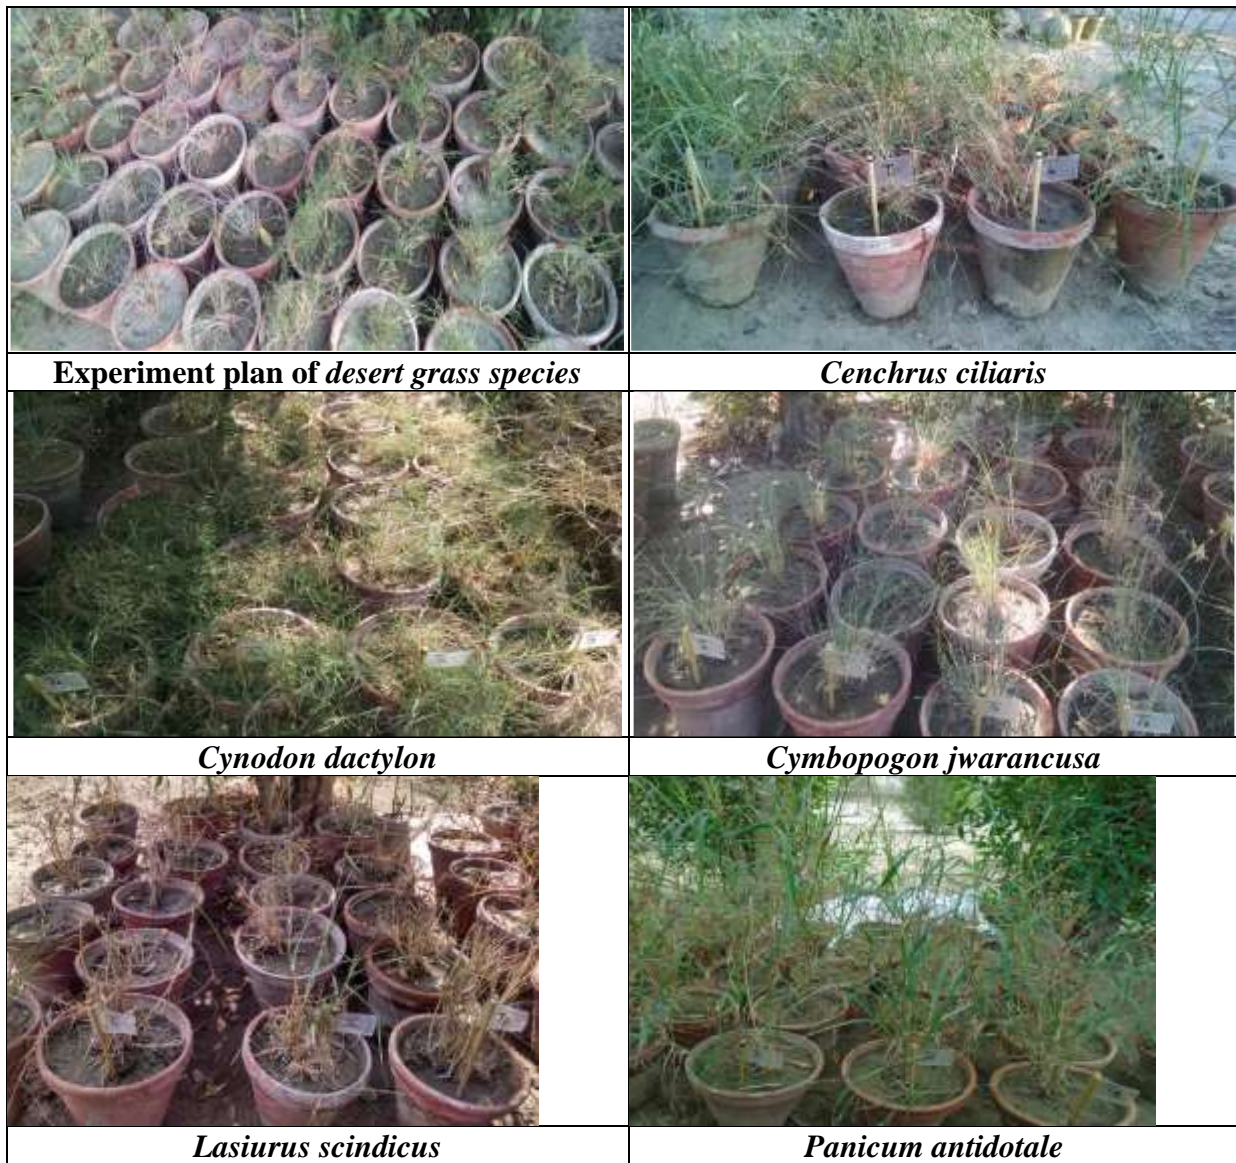 Experiment plan of desert grass species
Cenchrus ciliaris
Cynodon dactylon
Cymbopogon jwarancusa
Lasiurus scindicus
Panicum antidotale